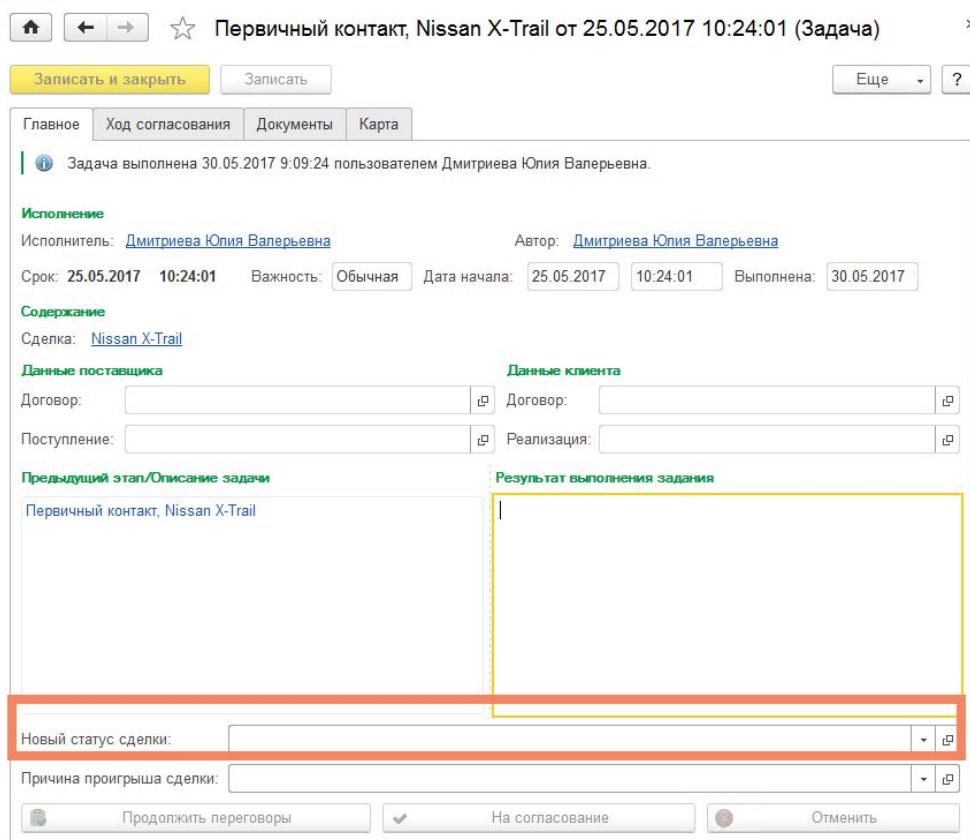 Первичный контакт, Nissan X-Trail от 25.05.2017 10:24:01 (Задача)
Записать и закрыть Записать Еще ?
Главное Ход согласования Документы Карта
Задача выполнена 30.05.2017 9:09:24 пользователем Дмитриева Юлия Валерьевна.
Исполнение
Исполнитель: Дмитриева Юлия Валерьевна Автор: Дмитриева Юлия Валерьевна
Срок: 25.05.2017 10:24:01 Важность: Обычная Дата начала: 25.05.2017 10:24:01 Выполнена: 30.05.2017
Содержание
Сделка: Nissan X-Trail
Данные поставщика Данные клиента
Договор: Договор:
Поступление: Реализация:
Предыдущий этап/Описание задачи Результат выполнения задания
Первичный контакт, Nissan X-Trail
Новый статус сделки:
Причина проигрыша сделки:
Продолжить переговоры На согласование Отменить